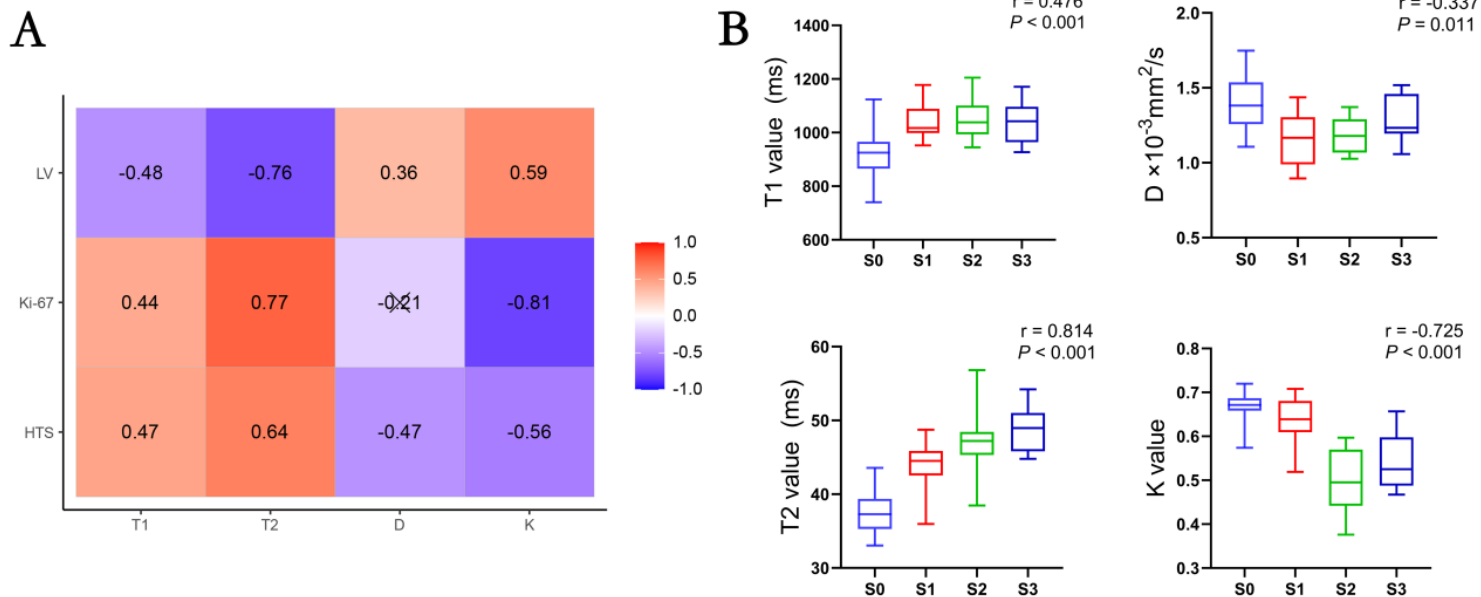 A
LV
-0.48
-0.76
0.36
0.59
Ki-67
0.44
0.77
-0.21
-0.81
HTS
0.47
0.64
-0.47
-0.56
T1
T2
D
K
1.0
0.5
0.0
-0.5
-1.0
B
r = 0.476
P < 0.001
T1 value (ms)
1400
1200
1000
800
600
S0
S1
S2
S3
r = -0.337
P = 0.011
D ×10⁻³mm²/s
2.0
1.5
1.0
0.5
S0
S1
S2
S3
r = 0.814
P < 0.001
T2 value (ms)
60
50
40
30
S0
S1
S2
S3
r = -0.725
P < 0.001
K value
0.8
0.7
0.6
0.5
0.4
0.3
S0
S1
S2
S3